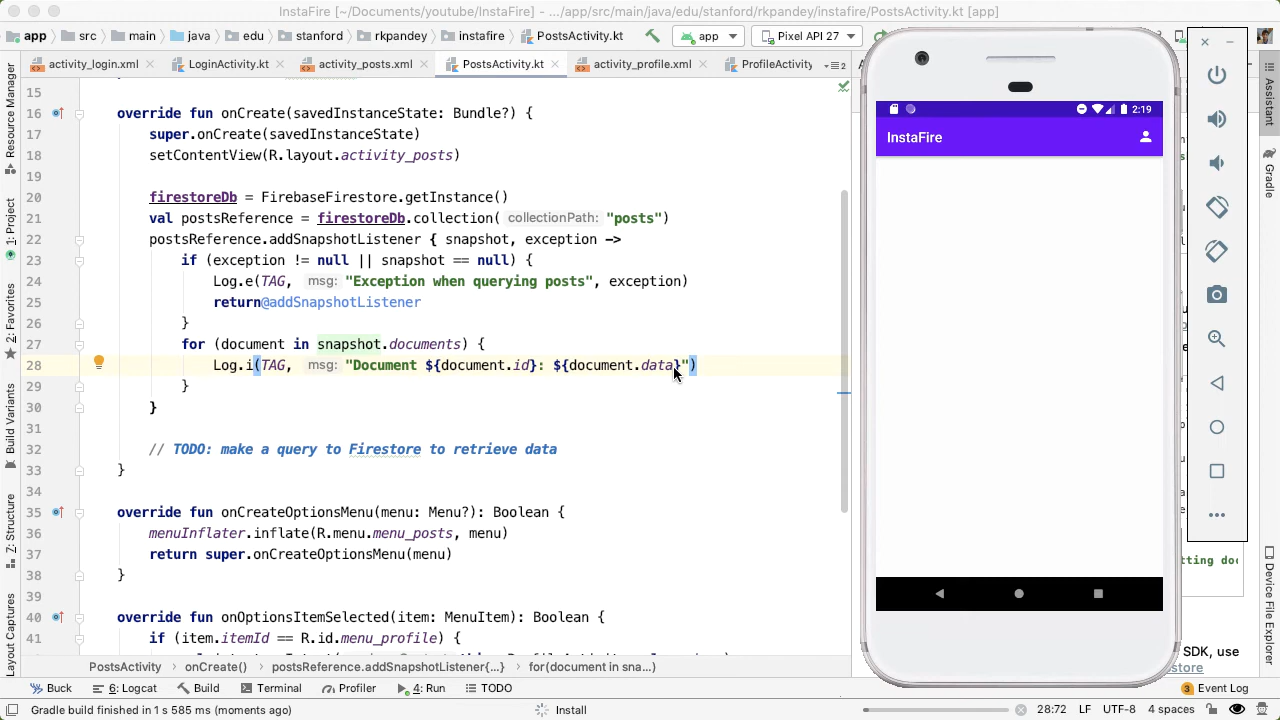 InstaFire [~/Documents/youtube/InstaFire] - .../app/src/main/java/edu/stanford/rkpandey/instafire/PostsActivity.kt [app]
app src main java edu stanford rkpandey instafire PostsActivity.kt app Pixel API 27
activity_login.xml LoginActivity.kt activity_posts.xml PostsActivity.kt activity_profile.xml ProfileActivity
15
16 override fun onCreate(savedInstanceState: Bundle?) {
17 super.onCreate(savedInstanceState)
18 setContentView(R.layout.activity_posts)
19
20 firestoreDb = FirebaseFirestore.getInstance()
21 val postsReference = firestoreDb.collection( collectionPath: "posts")
22 postsReference.addSnapshotListener { snapshot, exception ->
23 if (exception != null || snapshot == null) {
24 Log.e(TAG, msg: "Exception when querying posts", exception)
25 return@addSnapshotListener
26 }
27 for (document in snapshot.documents) {
28 Log.i(TAG, msg: "Document ${document.id}: ${document.data}")
29 }
30 }
31
32 // TODO: make a query to Firestore to retrieve data
33 }
34
35 override fun onCreateOptionsMenu(menu: Menu?): Boolean {
36 menuInflater.inflate(R.menu.menu_posts, menu)
37 return super.onCreateOptionsMenu(menu)
38 }
39
40 override fun onOptionsItemSelected(item: MenuItem): Boolean {
41 if (item.itemId == R.id.menu_profile) {
PostsActivity onCreate() postsReference.addSnapshotListener{...} for(document in sna...)
Buck 6: Logcat Build Terminal Profiler 4: Run TODO
Gradle build finished in 1 s 585 ms (moments ago) Install 28:72 LF UTF-8 4 spaces
Resource Manager
1: Project
2: Favorites
Build Variants
Z: Structure
Layout Captures
2:19
InstaFire
Assistant
Gradle
Device File Explorer
tting doc
SDK, use
store
3 Event Log